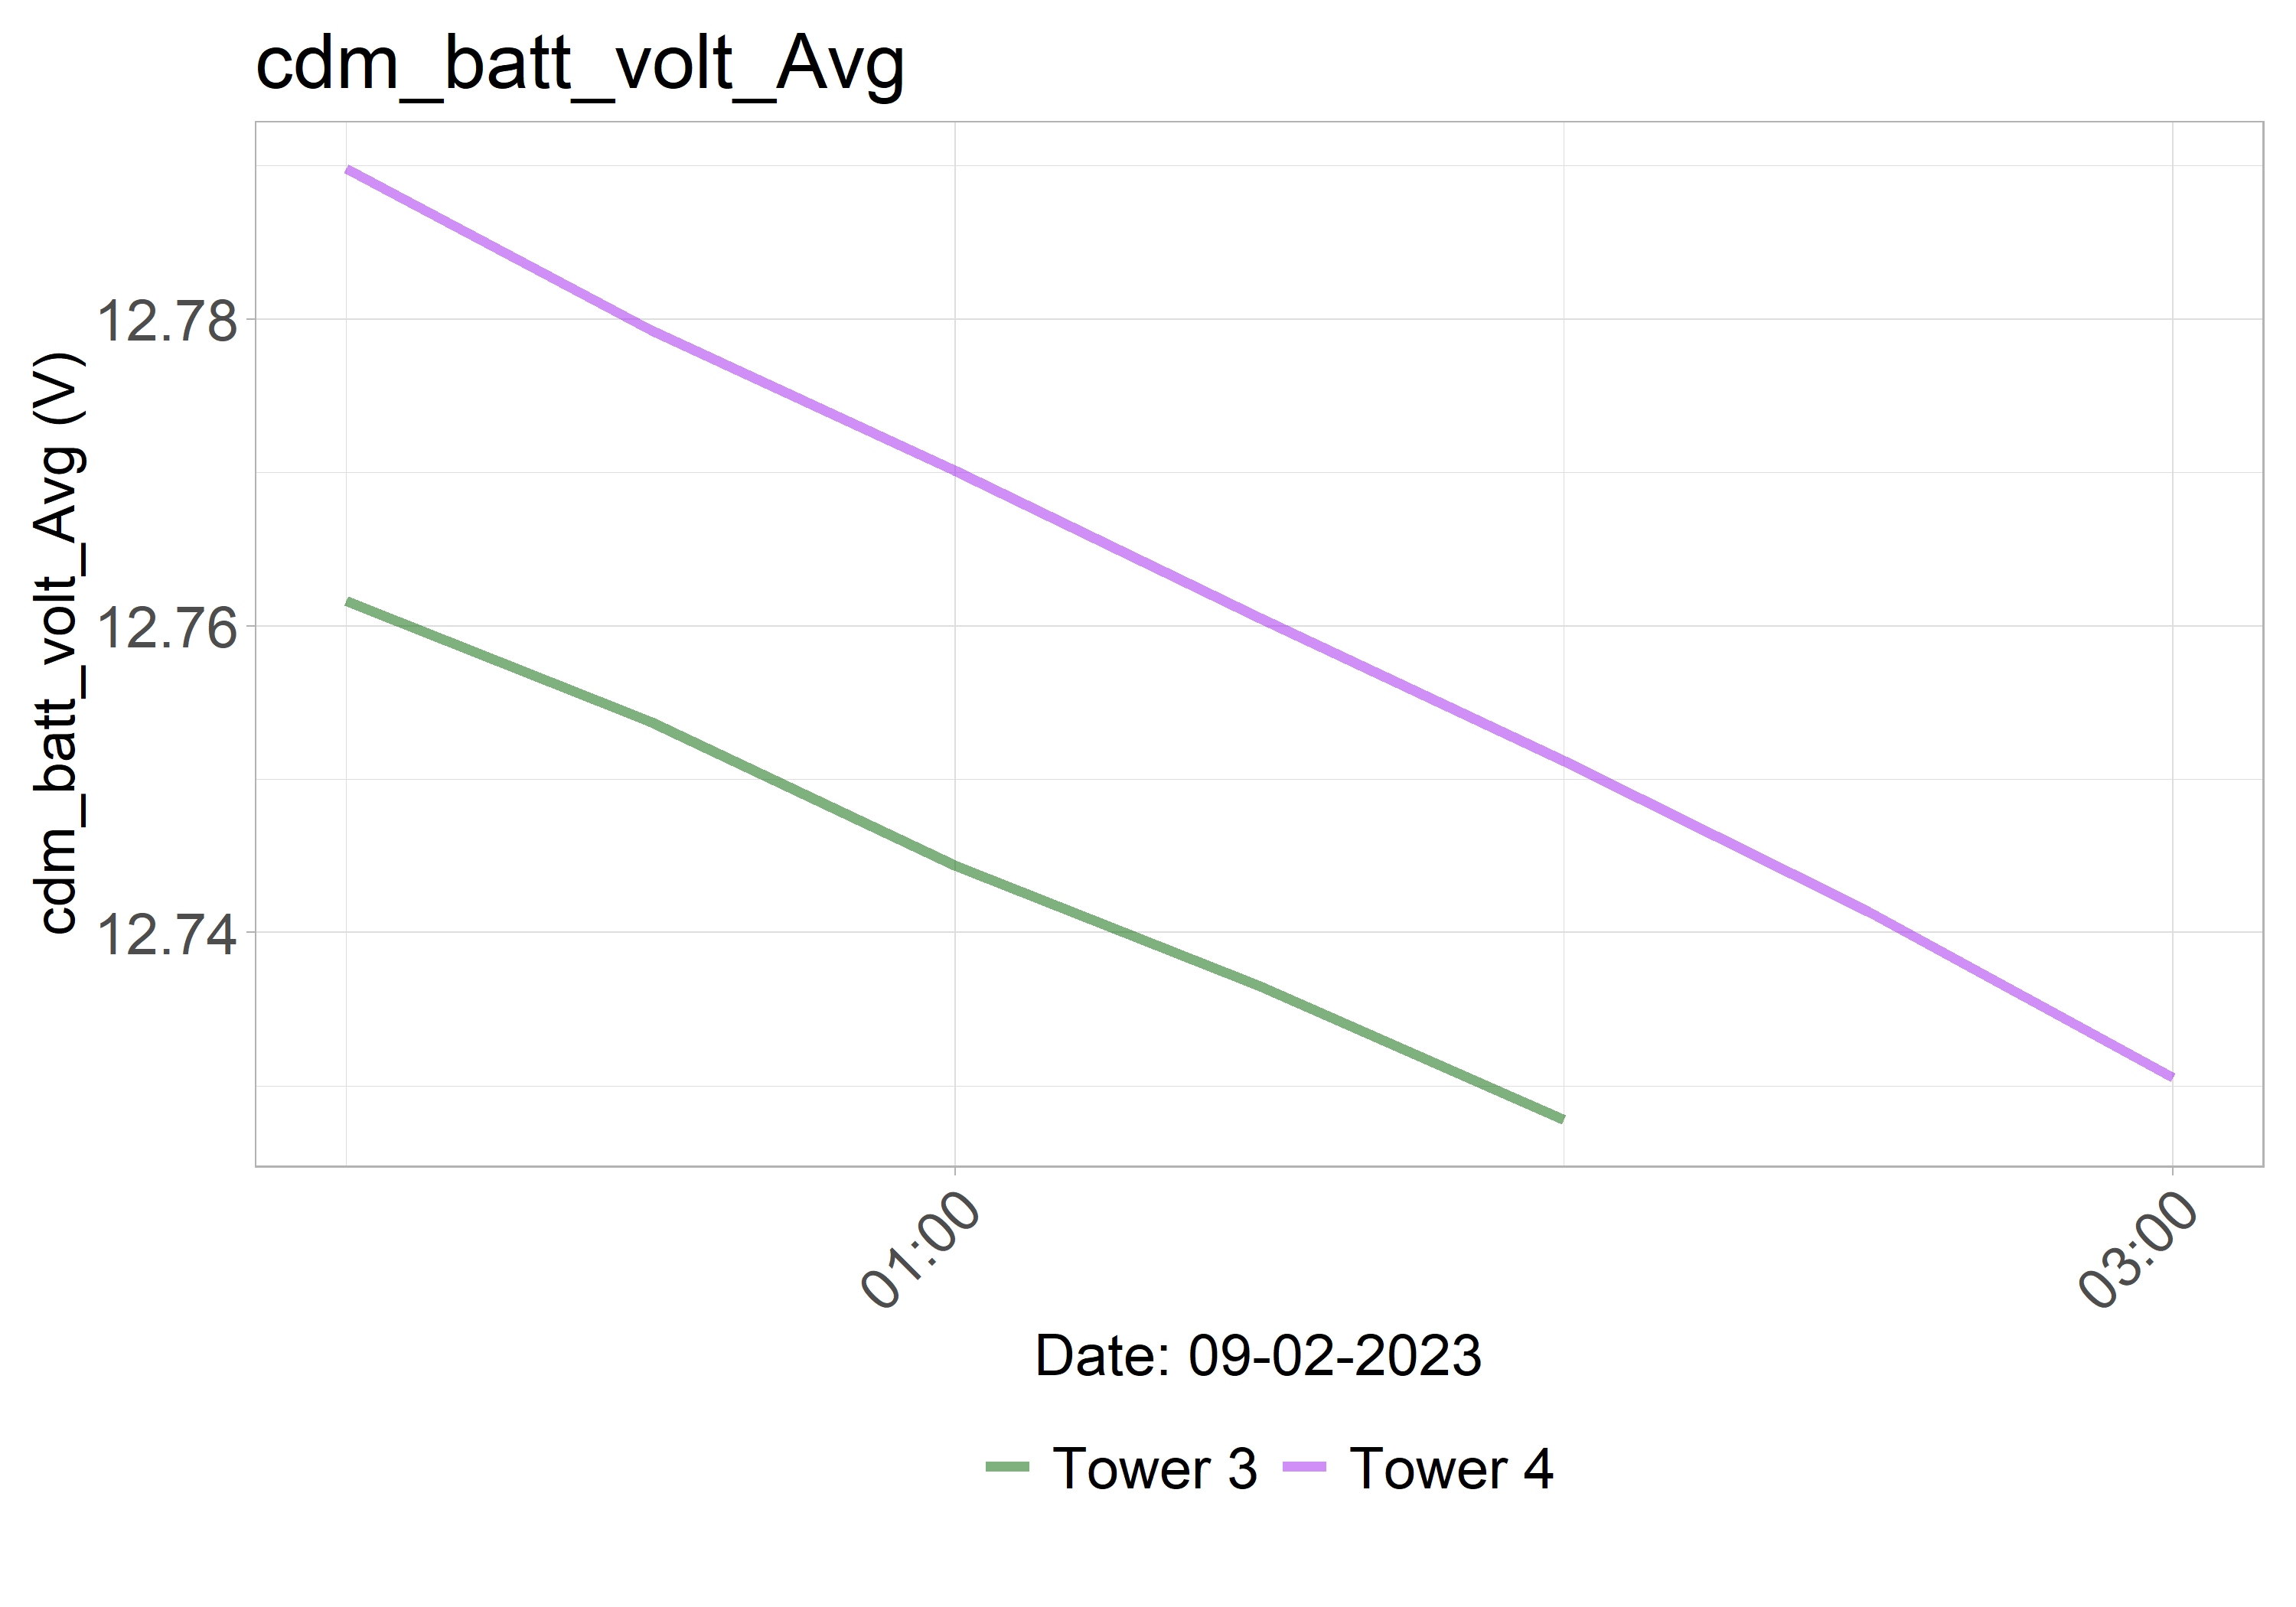 cdm_batt_volt_Avg
cdm_batt_volt_Avg (V)
12.78
12.76
12.74
01:00
03:00
Date: 09-02-2023
Tower 3
Tower 4